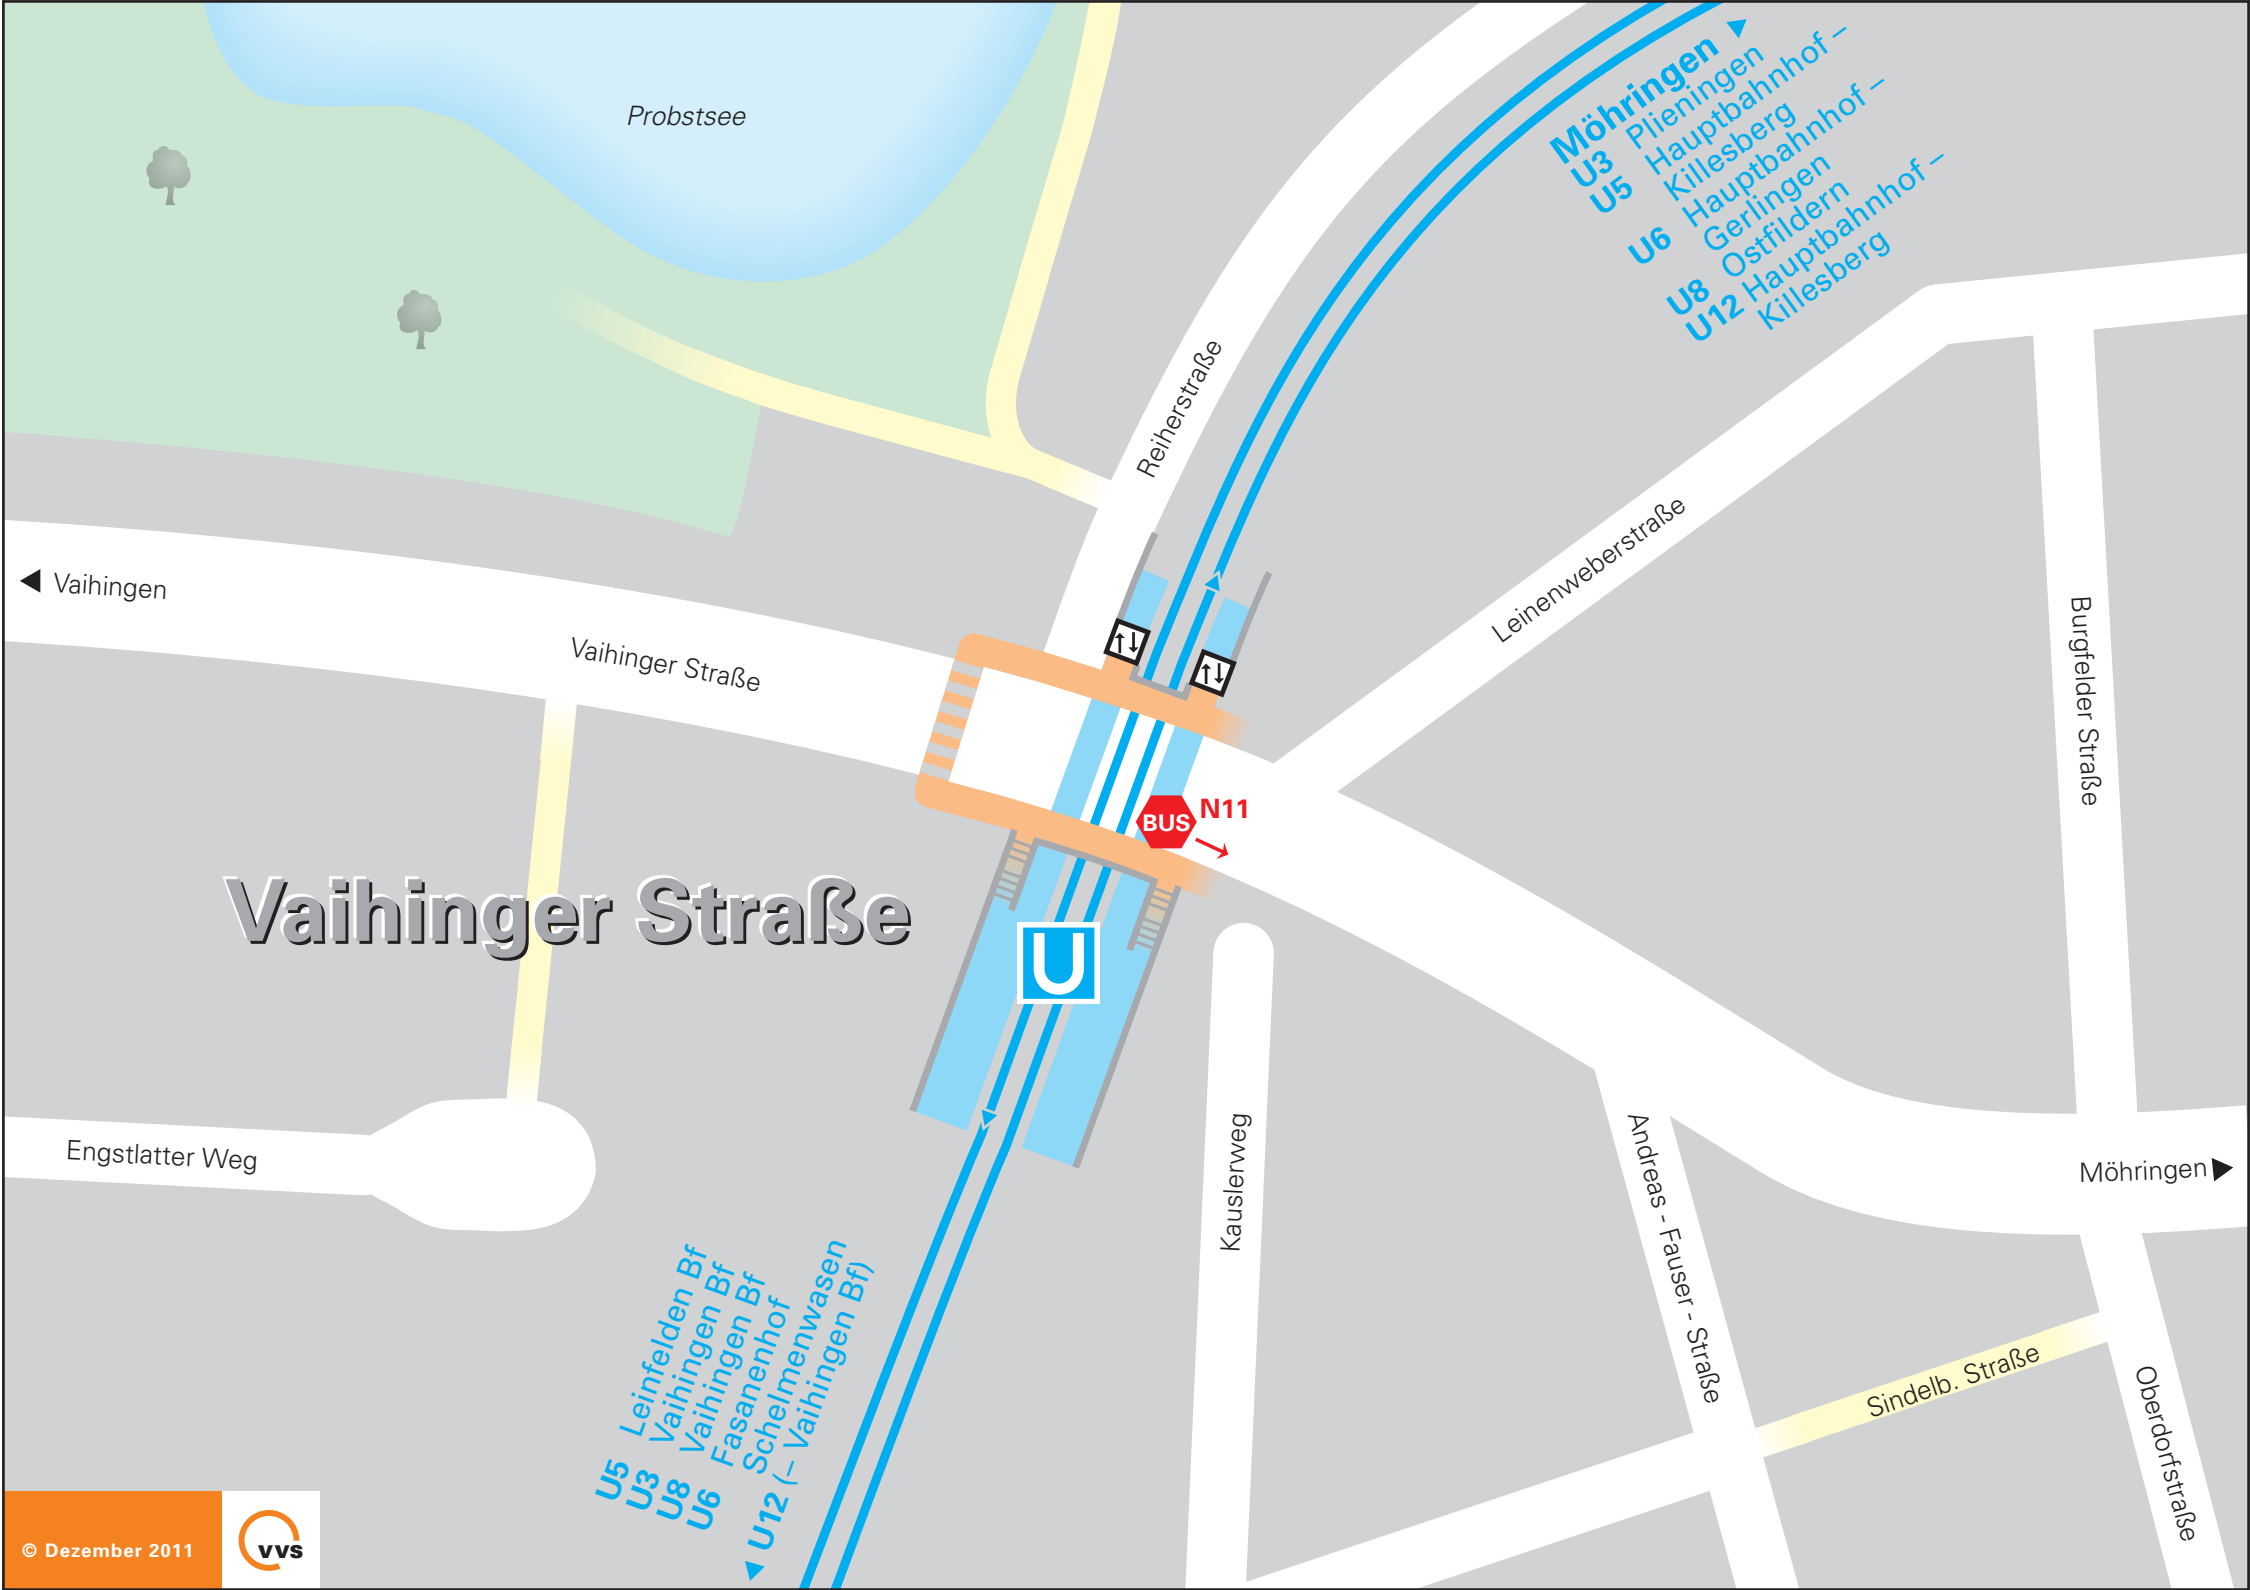 Probstsee
Möhringen
U3 Plieningen
U5 Hauptbahnhof –
Killesberg
U6 Hauptbahnhof –
Gerlingen
U8 Ostfildern
U12 Hauptbahnhof –
Killesberg
Reiherstraße
Leinenweberstraße
Vaihingen
Vaihinger Straße
Burgfelder Straße
BUS N11
Vaihinger Straße
U
Engstlatter Weg
Kauslerweg
Andreas - Fauser - Straße
Möhringen
Sindelb. Straße
Oberdorfstraße
U5 Leinfelden Bf
U3 Vaihingen Bf
U8 Vaihingen Bf
U6 Fasanenhof
Schelmenwasen
U12 (– Vaihingen Bf)
© Dezember 2011
vvs